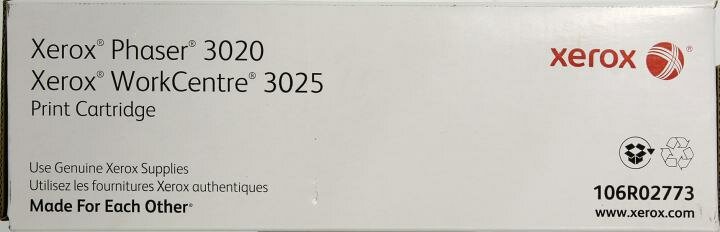 Xerox® Phaser® 3020
Xerox® WorkCentre® 3025
Print Cartridge
xerox
Use Genuine Xerox Supplies
Utilisez les fournitures Xerox authentiques
Made For Each Other®
106R02773
www.xerox.com